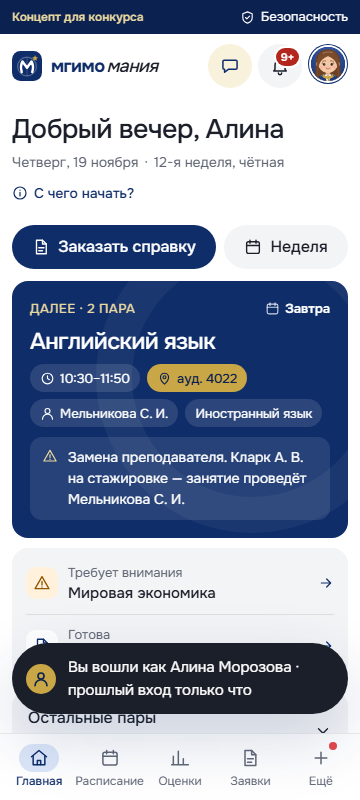 Концепт для конкурса
Безопасность
М
МГИМО МАНИЯ
9+
Добрый вечер, Алина
Четверг, 19 ноября · 12-я неделя, чётная
С чего начать?
Заказать справку
Неделя
ДАЛЕЕ · 2 ПАРА
Завтра
Английский язык
10:30–11:50
ауд. 4022
Мельникова С. И.
Иностранный язык
Замена преподавателя. Кларк А. В.
на стажировке — занятие проведёт
Мельникова С. И.
Требует внимания
Мировая экономика
Готова
Вы вошли как Алина Морозова ·
прошлый вход только что
Остальные пары
Главная
Расписание
Оценки
Заявки
Ещё